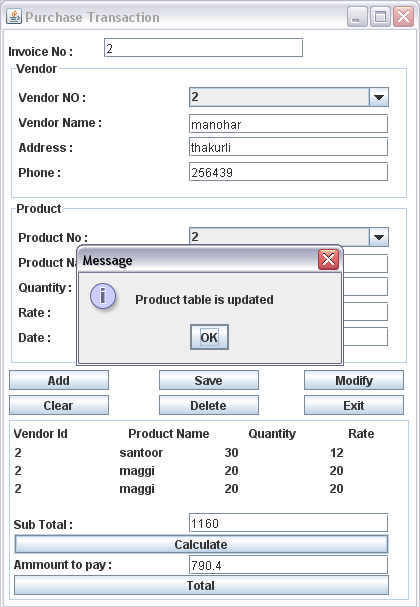 Purchase Transaction
Invoice No : 2
Vendor
Vendor NO : 2
Vendor Name : manohar
Address : thakurli
Phone : 256439
Product
Product No : 2
Message
Product
Quantity :
Product table is updated
Rate :
OK
Date :
Add Save Modify
Clear Delete Exit
Vendor Id Product Name Quantity Rate
2 santoor 30 12
2 maggi 20 20
2 maggi 20 20
Sub Total : 1160
Calculate
Ammount to pay : 790.4
Total